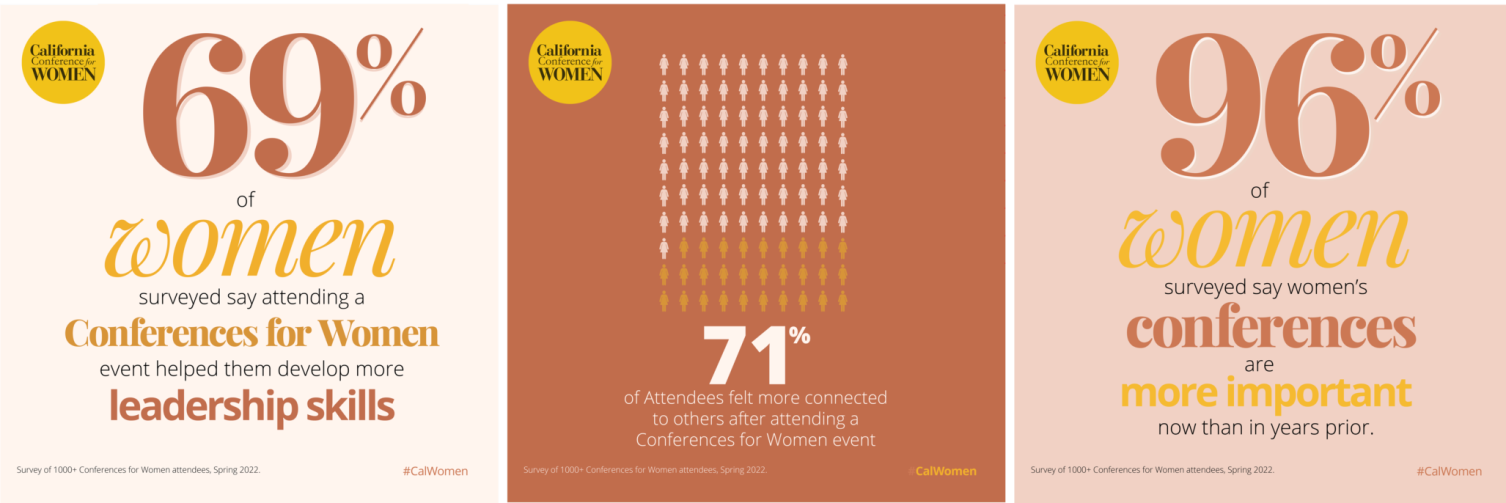 California
Conference for
WOMEN
69%
of
women
surveyed say attending a
Conferences for Women
event helped them develop more
leadership skills
Survey of 1000+ Conferences for Women attendees, Spring 2022.
#CalWomen
California
Conference for
WOMEN
71%
of Attendees felt more connected
to others after attending a
Conferences for Women event
Survey of 1000+ Conferences for Women attendees, Spring 2022.
#CalWomen
California
Conference for
WOMEN
96%
of
women
surveyed say women’s
conferences
are
more important
now than in years prior.
Survey of 1000+ Conferences for Women attendees, Spring 2022.
#CalWomen